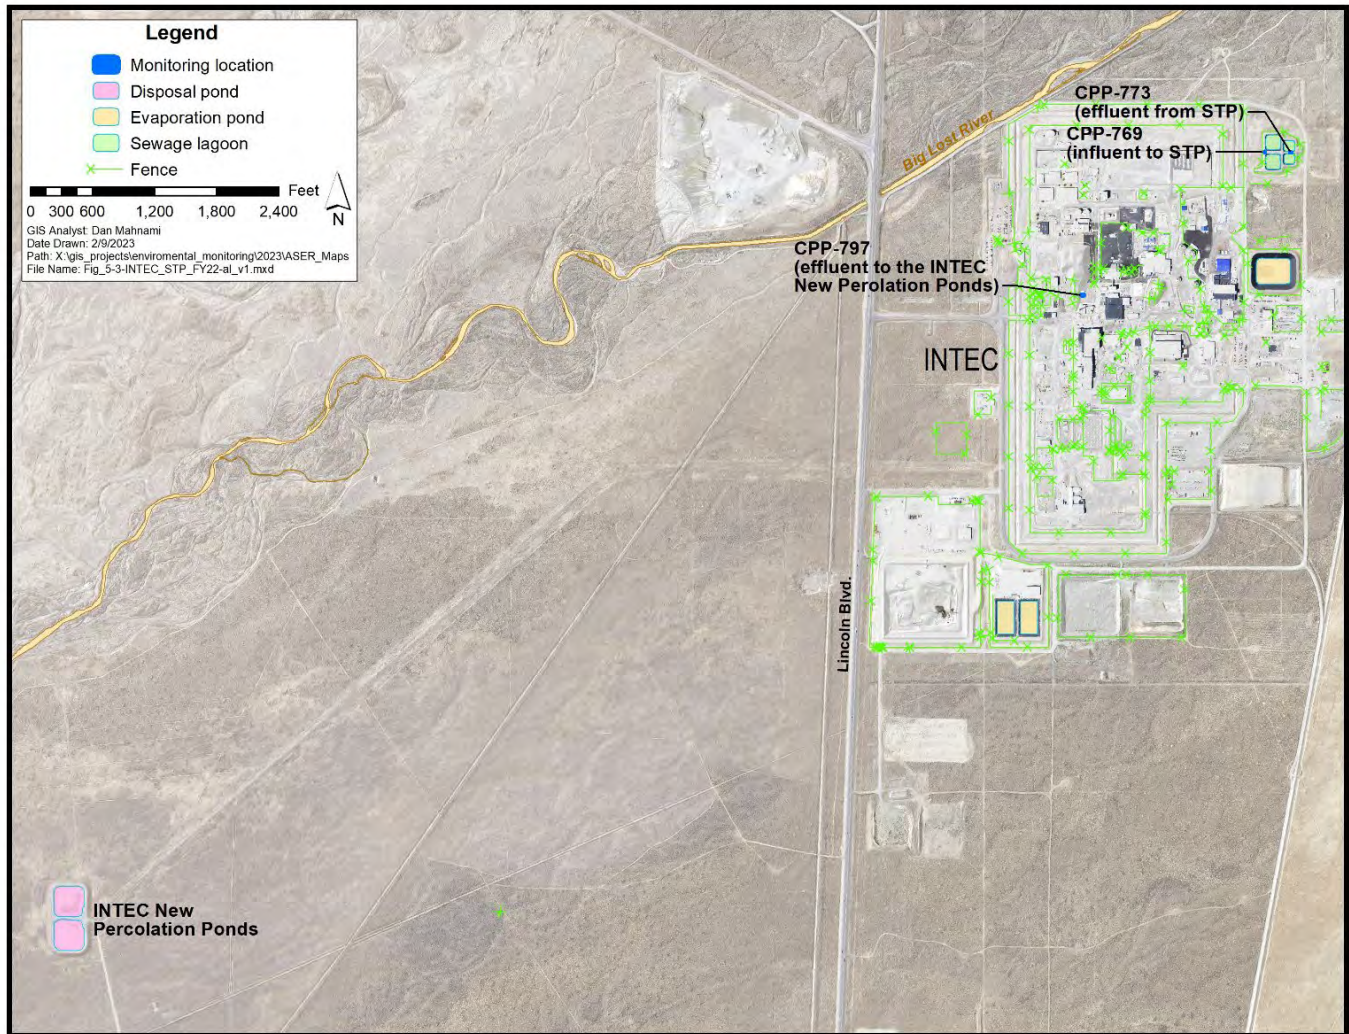 Legend
Monitoring location
Disposal pond
Evaporation pond
Sewage lagoon
Fence
Feet
0 300 600 1,200 1,800 2,400
N
GIS Analyst: Dan Mahnami
Date Drawn: 2/9/2023
Path: X:\gis_projects\enviromental_monitoring\2023\ASER_Maps
File Name: Fig_5-3-INTEC_STP_FY22-al_v1.mxd
Big Lost River
CPP-773
(effluent from STP)
CPP-769
(influent to STP)
CPP-797
(effluent to the INTEC
New Perolation Ponds)
INTEC
Lincoln Blvd.
INTEC New
Percolation Ponds